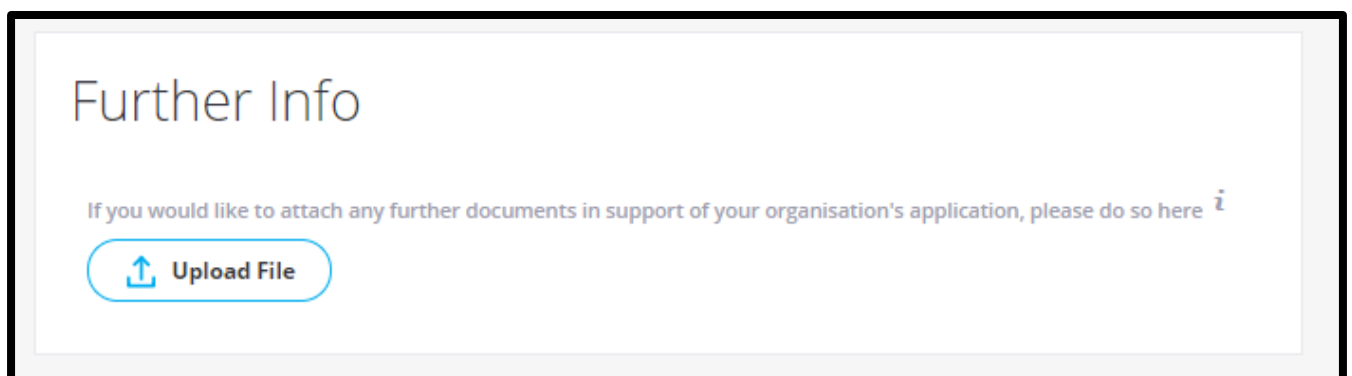 Further Info
If you would like to attach any further documents in support of your organisation's application, please do so here i
Upload File